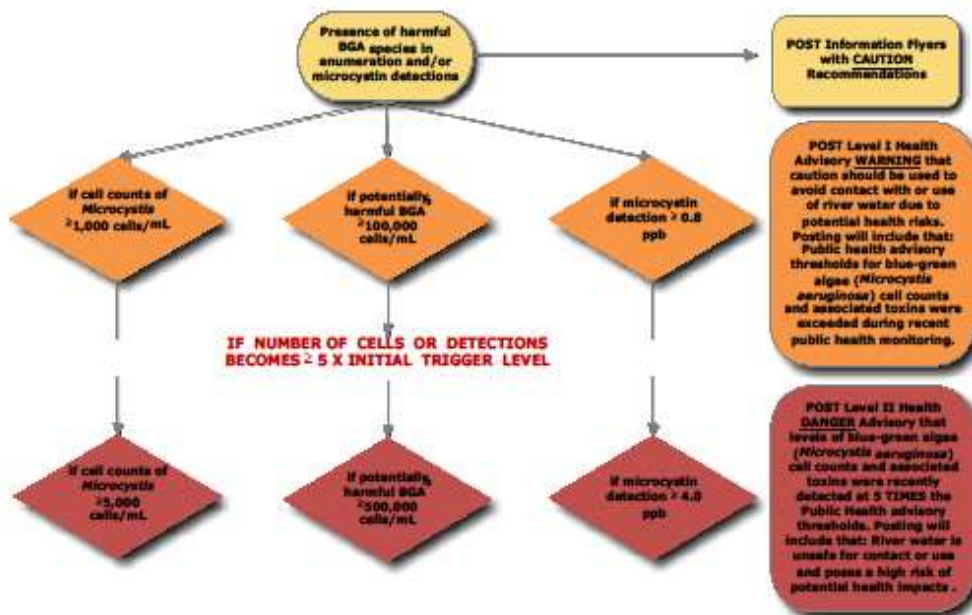 Presence of harmful
BGA species in
enumeration and/or
microcystin detections
POST Information Flyers
with CAUTION
Recommendations
if cell counts of
Microcystis
≥1,000 cells/mL
if potentially
harmful BGA
≥100,000
cells/mL
if microcystin
detection ≥ 0.8
ppb
POST Level I Health
Advisory WARNING that
caution should be used to
avoid contact with or use
of river water due to
potential health risks.
Posting will include that:
Public health advisory
thresholds for blue-green
algae (Microcystis
aeruginosa) cell counts
and associated toxins were
exceeded during recent
public health monitoring.
IF NUMBER OF CELLS OR DETECTIONS
BECOMES ≥ 5 X INITIAL TRIGGER LEVEL
if cell counts of
Microcystis
≥5,000
cells/mL
if potentially
harmful BGA
≥500,000
cells/mL
if microcystin
detection ≥ 4.0
ppb
POST Level II Health
DANGER Advisory that
levels of blue-green algae
(Microcystis aeruginosa)
cell counts and associated
toxins were recently
detected at 5 TIMES the
Public Health advisory
thresholds. Posting will
include that: River water is
unsafe for contact or use
and poses a high risk of
potential health impacts .